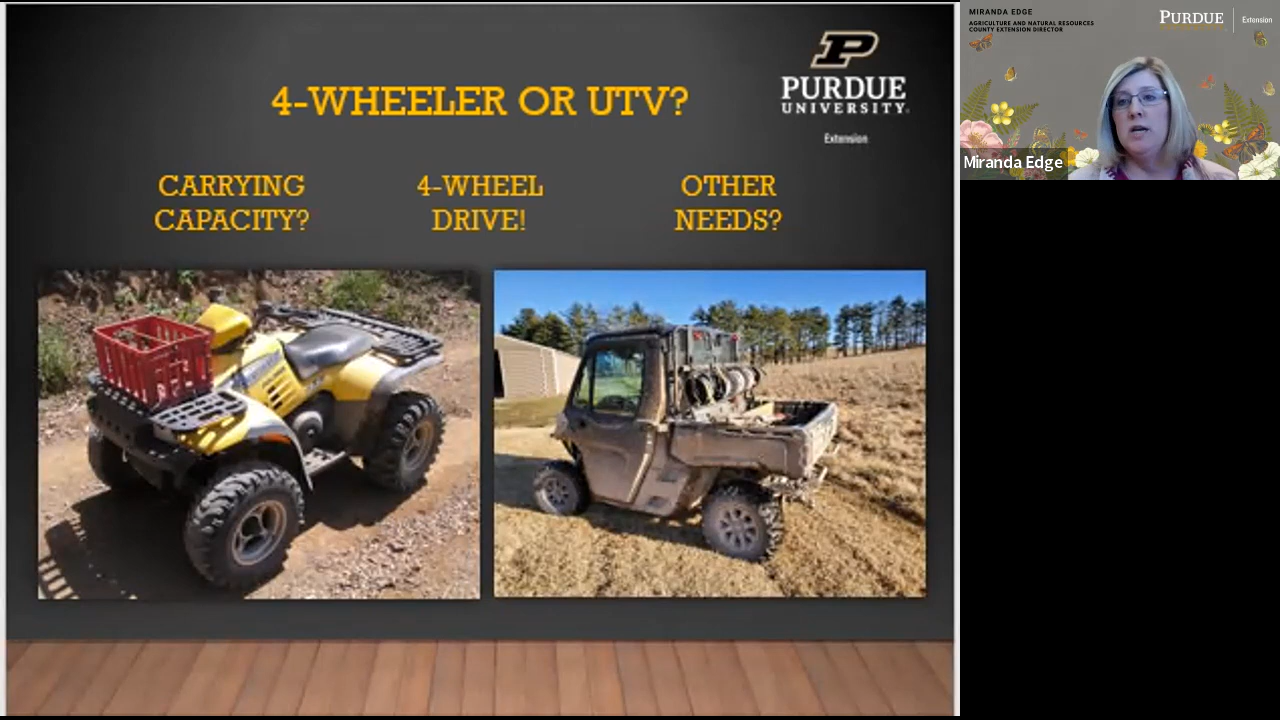 4-WHEELER OR UTV?
P
PURDUE
UNIVERSITY®
Extension
CARRYING
CAPACITY?
4-WHEEL
DRIVE!
OTHER
NEEDS?
MIRANDA EDGE
AGRICULTURE AND NATURAL RESOURCES
COUNTY EXTENSION DIRECTOR
PURDUE
Extension
Miranda Edge